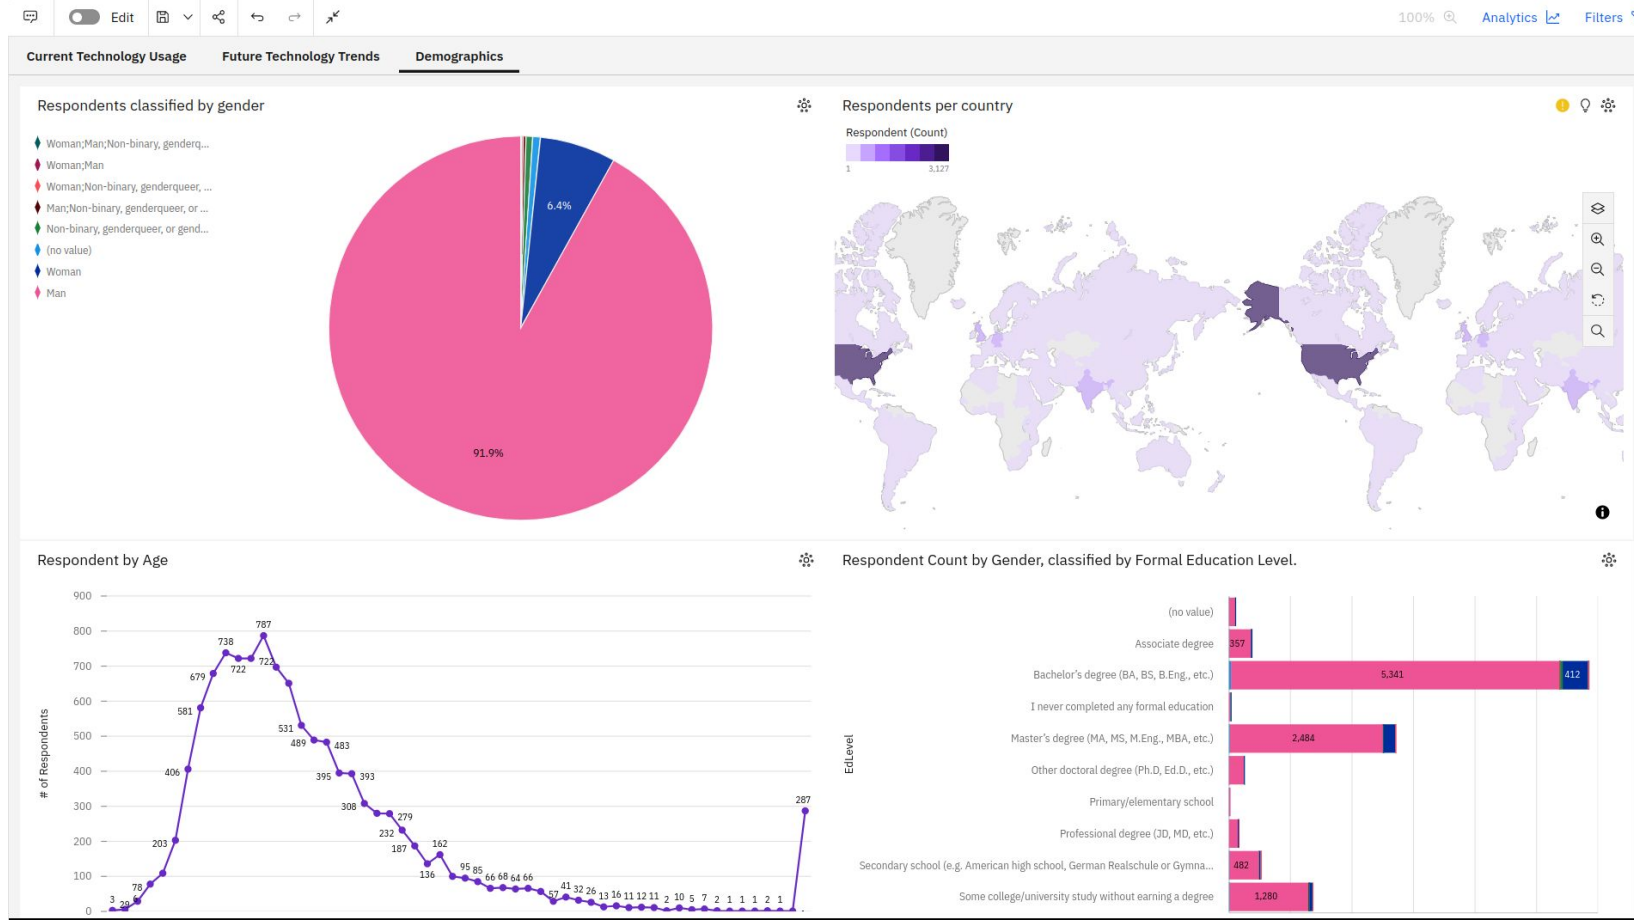 Edit
100%
Analytics
Filters
Current Technology Usage
Future Technology Trends
Demographics
Respondents classified by gender
Woman;Man;Non-binary, genderq...
Woman;Man
Woman;Non-binary, genderqueer, ...
Man;Non-binary, genderqueer, or ...
Non-binary, genderqueer, or gend...
(no value)
Woman
Man
6.4%
91.9%
Respondents per country
Respondent (Count)
1 3,127
Respondent by Age
# of Respondents
900
800
700
600
500
400
300
200
100
0
3
29
78
203
406
581
679
738
722
787
722
531
489
483
395
393
308
279
232
187
136
162
95
85
66
68
64
66
57
41
32
26
13
16
11
12
11
2
10
5
7
2
1
1
1
2
1
287
Respondent Count by Gender, classified by Formal Education Level.
EdLevel
(no value)
Associate degree
357
Bachelor's degree (BA, BS, B.Eng., etc.)
5,341
412
I never completed any formal education
Master's degree (MA, MS, M.Eng., MBA, etc.)
2,484
Other doctoral degree (Ph.D, Ed.D., etc.)
Primary/elementary school
Professional degree (JD, MD, etc.)
Secondary school (e.g. American high school, German Realschule or Gymna...
482
Some college/university study without earning a degree
1,280